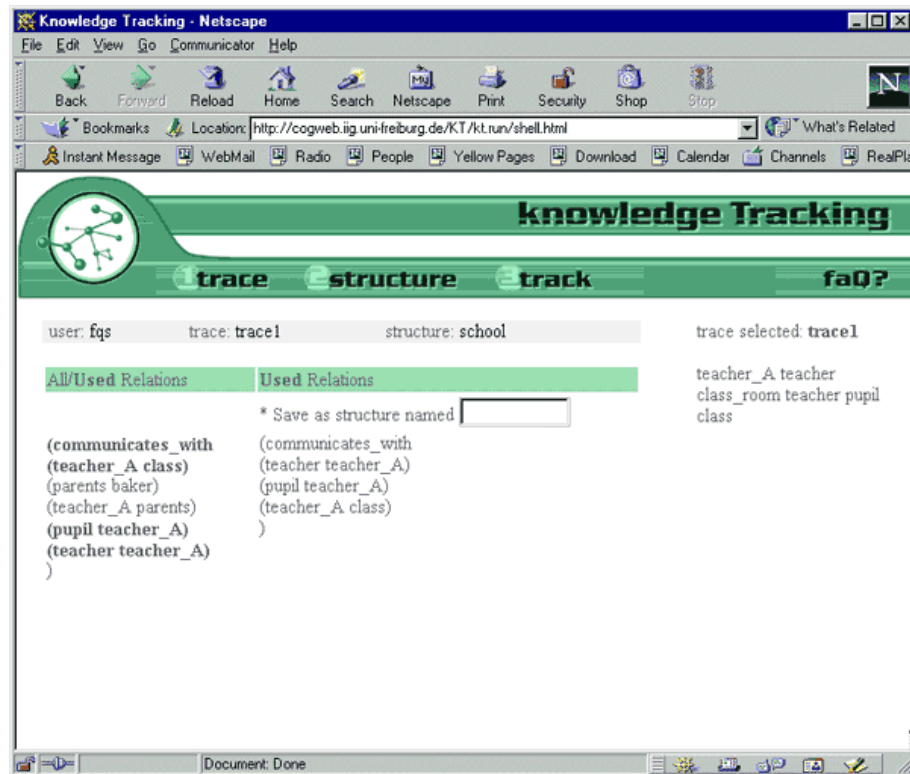 Knowledge Tracking - Netscape
File Edit View Go Communicator Help
Back Forward Reload Home Search Netscape Print Security Shop Stop
Bookmarks Location: http://cogweb.iig.uni-freiburg.de/KT/kt.run/shell.html What's Related
Instant Message WebMail Radio People Yellow Pages Download Calendar Channels RealPla
knowledge Tracking
1trace 2structure 3track faQ?
user: fqs trace: trace1 structure: school
trace selected: trace1
teacher_A teacher
class_room teacher pupil
class
All/Used Relations
Used Relations
* Save as structure named
(communicates_with
(teacher_A class)
(parents baker)
(teacher_A parents)
(pupil teacher_A)
(teacher teacher_A)
)
(communicates_with
(teacher teacher_A)
(pupil teacher_A)
(teacher_A class)
)
Document: Done